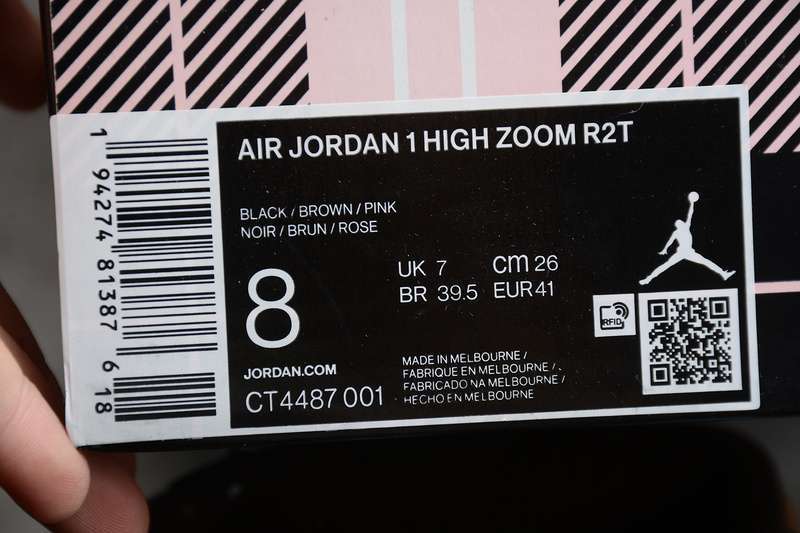 AIR JORDAN 1 HIGH ZOOM R2T
BLACK / BROWN / PINK
NOIR / BRUN / ROSE
8
UK 7 cm 26
BR 39.5 EUR 41
RFID
JORDAN.COM
CT4487 001
MADE IN MELBOURNE /
FABRIQUE EN MELBOURNE /
FABRICADO NA MELBOURNE /
HECHO EN MELBOURNE
1 94274 81387 6 18